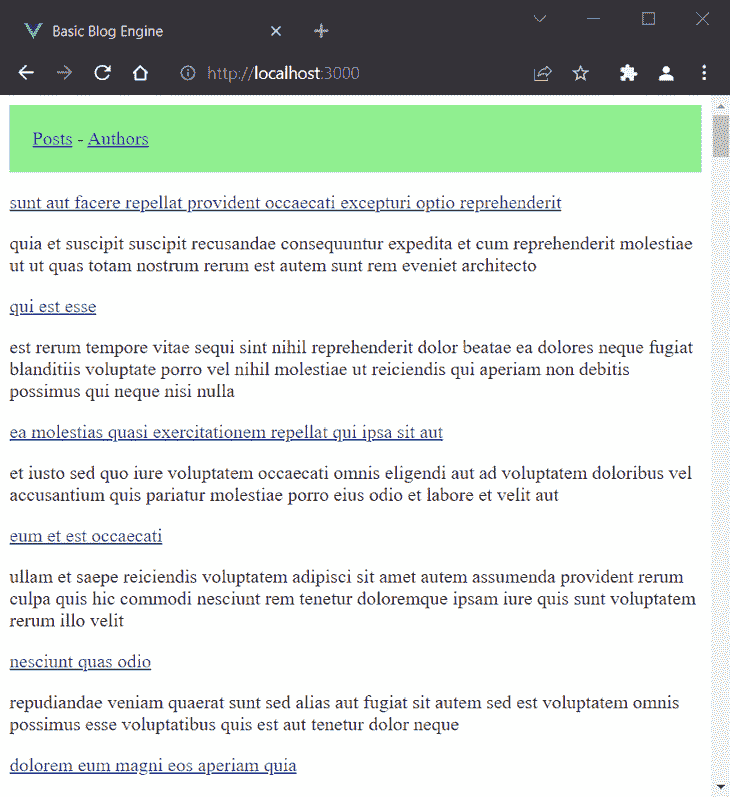 Basic Blog Engine
http://localhost:3000
Posts - Authors
sunt aut facere repellat provident occaecati excepturi optio reprehenderit
quia et suscipit suscipit recusandae consequuntur expedita et cum reprehenderit molestiae
ut ut quas totam nostrum rerum est autem sunt rem eveniet architecto
qui est esse
est rerum tempore vitae sequi sint nihil reprehenderit dolor beatae ea dolores neque fugiat
blanditiis voluptate porro vel nihil molestiae ut reiciendis qui aperiam non debitis
possimus qui neque nisi nulla
ea molestias quasi exercitationem repellat qui ipsa sit aut
et iusto sed quo iure voluptatem occaecati omnis eligendi aut ad voluptatem doloribus vel
accusantium quis pariatur molestiae porro eius odio et labore et velit aut
eum et est occaecati
ullam et saepe reiciendis voluptatem adipisci sit amet autem assumenda provident rerum
culpa quis hic commodi nesciunt rem tenetur doloremque ipsam iure quis sunt voluptatem
rerum illo velit
nesciunt quas odio
repudiandae veniam quaerat sunt sed alias aut fugiat sit autem sed est voluptatem omnis
possimus esse voluptatibus quis est aut tenetur dolor neque
dolorem eum magni eos aperiam quia